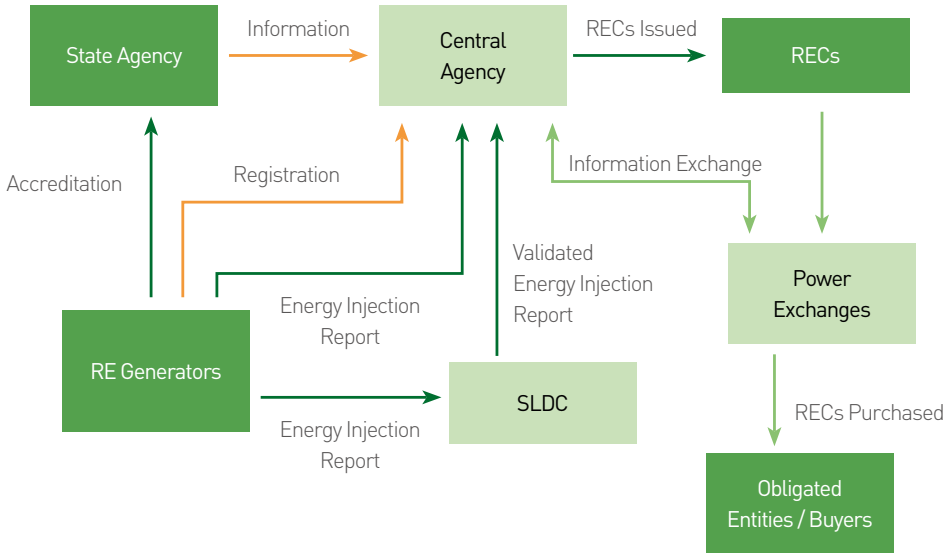 State Agency
Information
Central
Agency
RECs Issued
RECs
Accreditation
Registration
Information Exchange
Validated
Energy Injection
Report
Power
Exchanges
Energy Injection
Report
RE Generators
SLDC
Energy Injection
Report
RECs Purchased
Obligated
Entities / Buyers